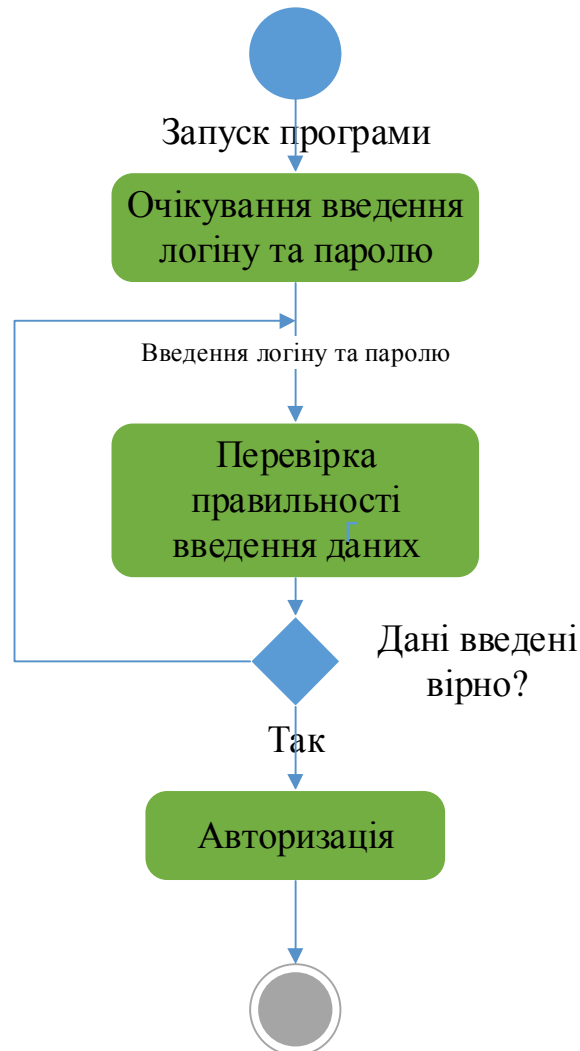 Запуск програми
Очікування введення
логіну та паролю
Введення логіну та паролю
Перевірка
правильності
введення даних
Дані введені
вірно?
Так
Авторизація